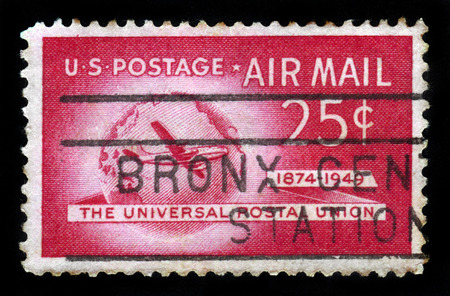 U.S. POSTAGE ★ AIR MAIL
25¢
BRONX CEN
1874-1949
THE UNIVERSAL POSTAL UNION
STATION